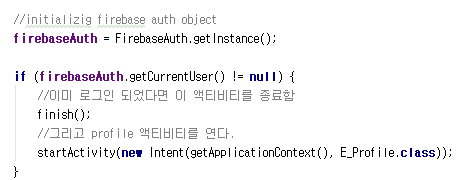 //initializig firebase auth object
firebaseAuth = FirebaseAuth.getInstance();
if (firebaseAuth.getCurrentUser() != null) {
//이미 로그인 되었다면 이 액티비티를 종료함
finish();
//그리고 profile 액티비티를 연다.
startActivity(new Intent(getApplicationContext(), E_Profile.class));
}